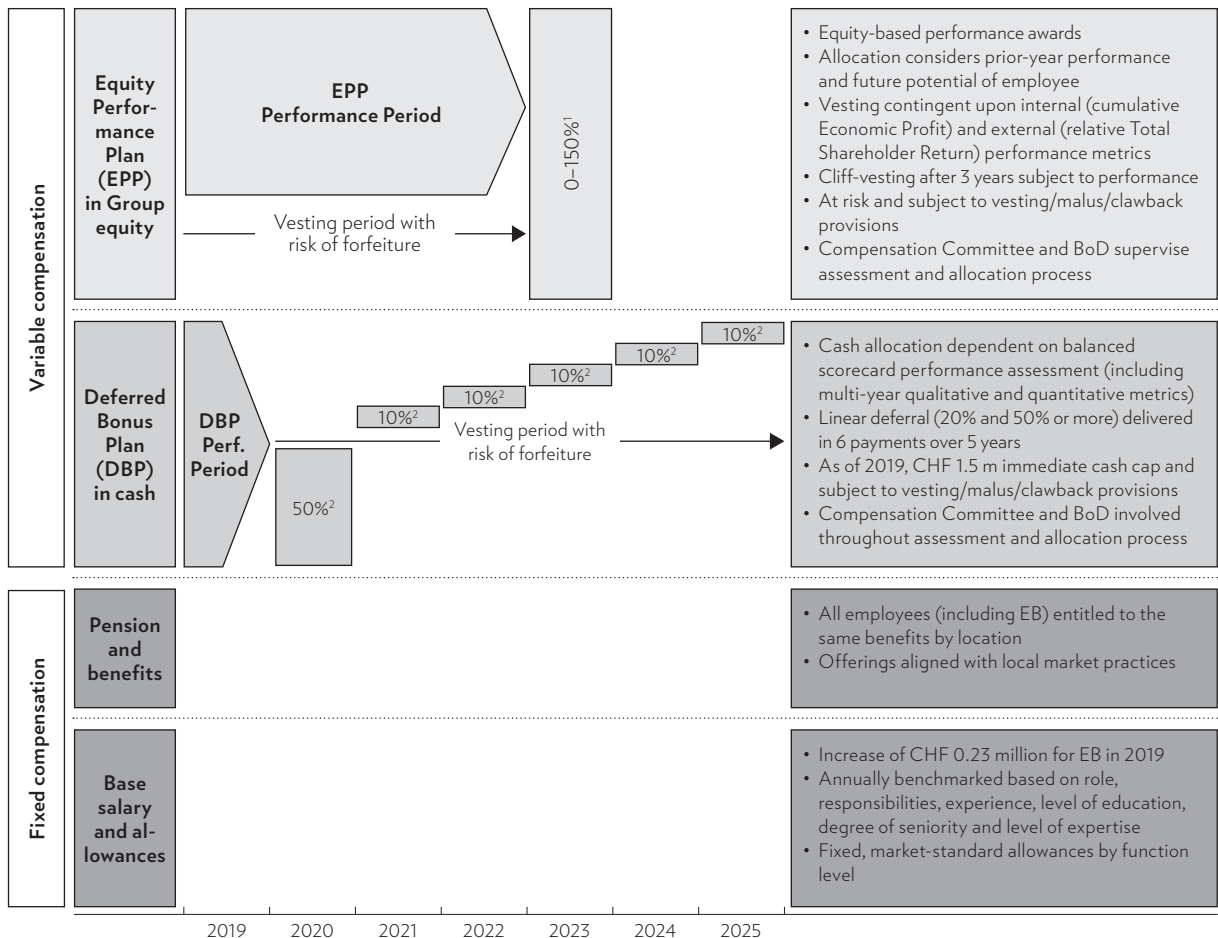 Variable compensation
Equity
Perfor-
mance
Plan
(EPP)
in Group
equity
EPP
Performance Period
Vesting period with
risk of forfeiture
0–150%¹
• Equity-based performance awards
• Allocation considers prior-year performance
and future potential of employee
• Vesting contingent upon internal (cumulative
Economic Profit) and external (relative Total
Shareholder Return) performance metrics
• Cliff-vesting after 3 years subject to performance
• At risk and subject to vesting/malus/clawback
provisions
• Compensation Committee and BoD supervise
assessment and allocation process
Deferred
Bonus
Plan
(DBP)
in cash
DBP
Perf.
Period
50%²
10%²
10%²
10%²
10%²
10%²
Vesting period with
risk of forfeiture
• Cash allocation dependent on balanced
scorecard performance assessment (including
multi-year qualitative and quantitative metrics)
• Linear deferral (20% and 50% or more) delivered
in 6 payments over 5 years
• As of 2019, CHF 1.5 m immediate cash cap and
subject to vesting/malus/clawback provisions
• Compensation Committee and BoD involved
throughout assessment and allocation process
Fixed compensation
Pension
and
benefits
• All employees (including EB) entitled to the
same benefits by location
• Offerings aligned with local market practices
Base
salary
and al-
lowances
• Increase of CHF 0.23 million for EB in 2019
• Annually benchmarked based on role,
responsibilities, experience, level of education,
degree of seniority and level of expertise
• Fixed, market-standard allowances by function
level
2019 2020 2021 2022 2023 2024 2025